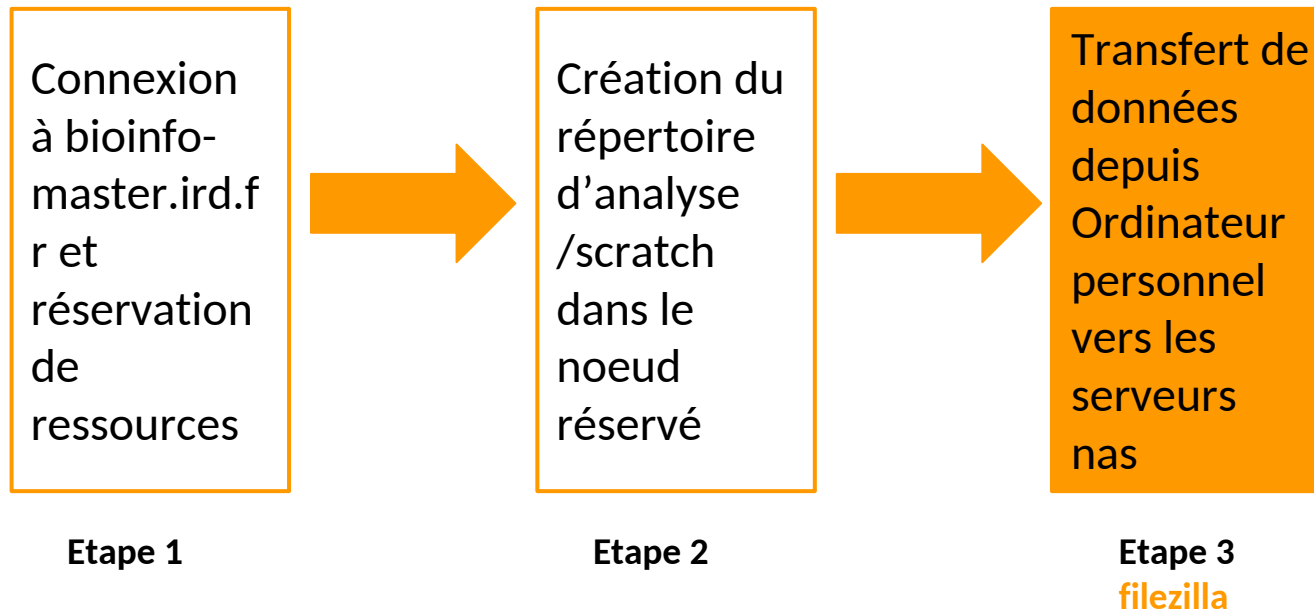 Connexion
à bioinfo-
master.ird.f
r et
réservation
de
ressources
Création du
répertoire
d’analyse
/scratch
dans le
noeud
réservé
Transfert de
données
depuis
Ordinateur
personnel
vers les
serveurs
nas
Etape 1
Etape 2
Etape 3
filezilla